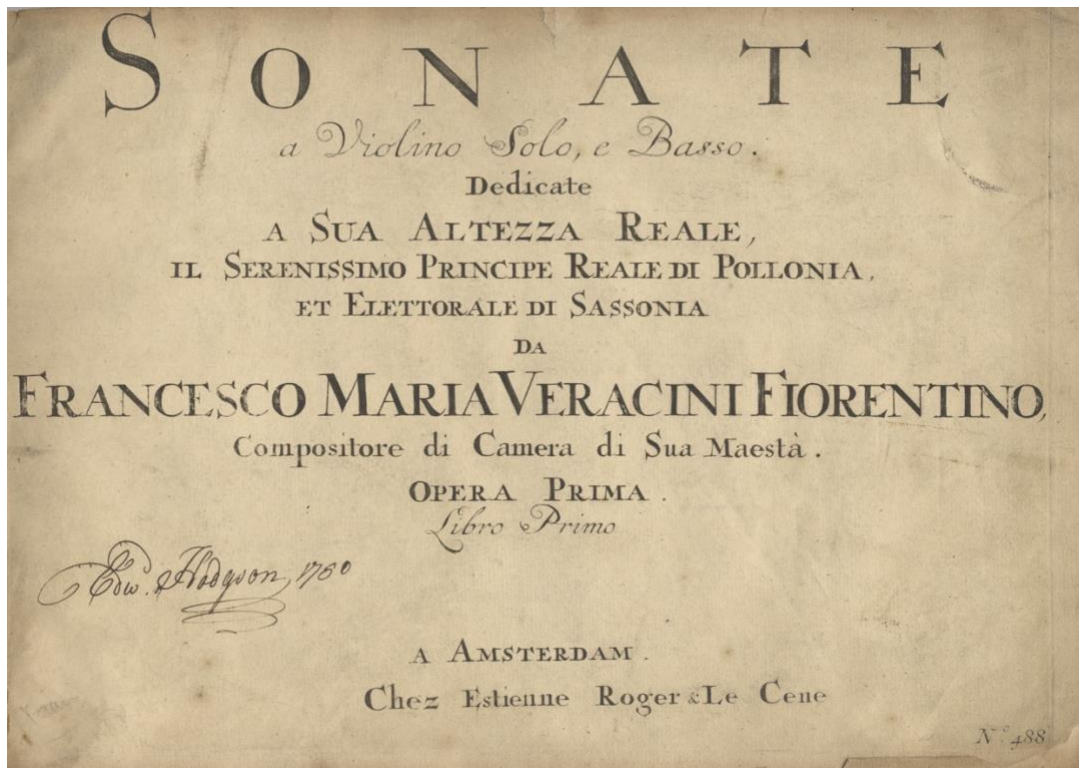 SONATE
a Violino Solo, e Basso.
Dedicate
A SUA ALTEZZA REALE,
IL SERENISSIMO PRINCIPE REALE DI POLLONIA,
ET ELETTORALE DI SASSONIA
DA
FRANCESCO MARIA VERACINI FIORENTINO,
Compositore di Camera di Sua Maestà.
OPERA PRIMA.
Libro Primo
Edw. Hodgson, 1760
A AMSTERDAM.
Chez Estienne Roger & Le Cene
N.º 488